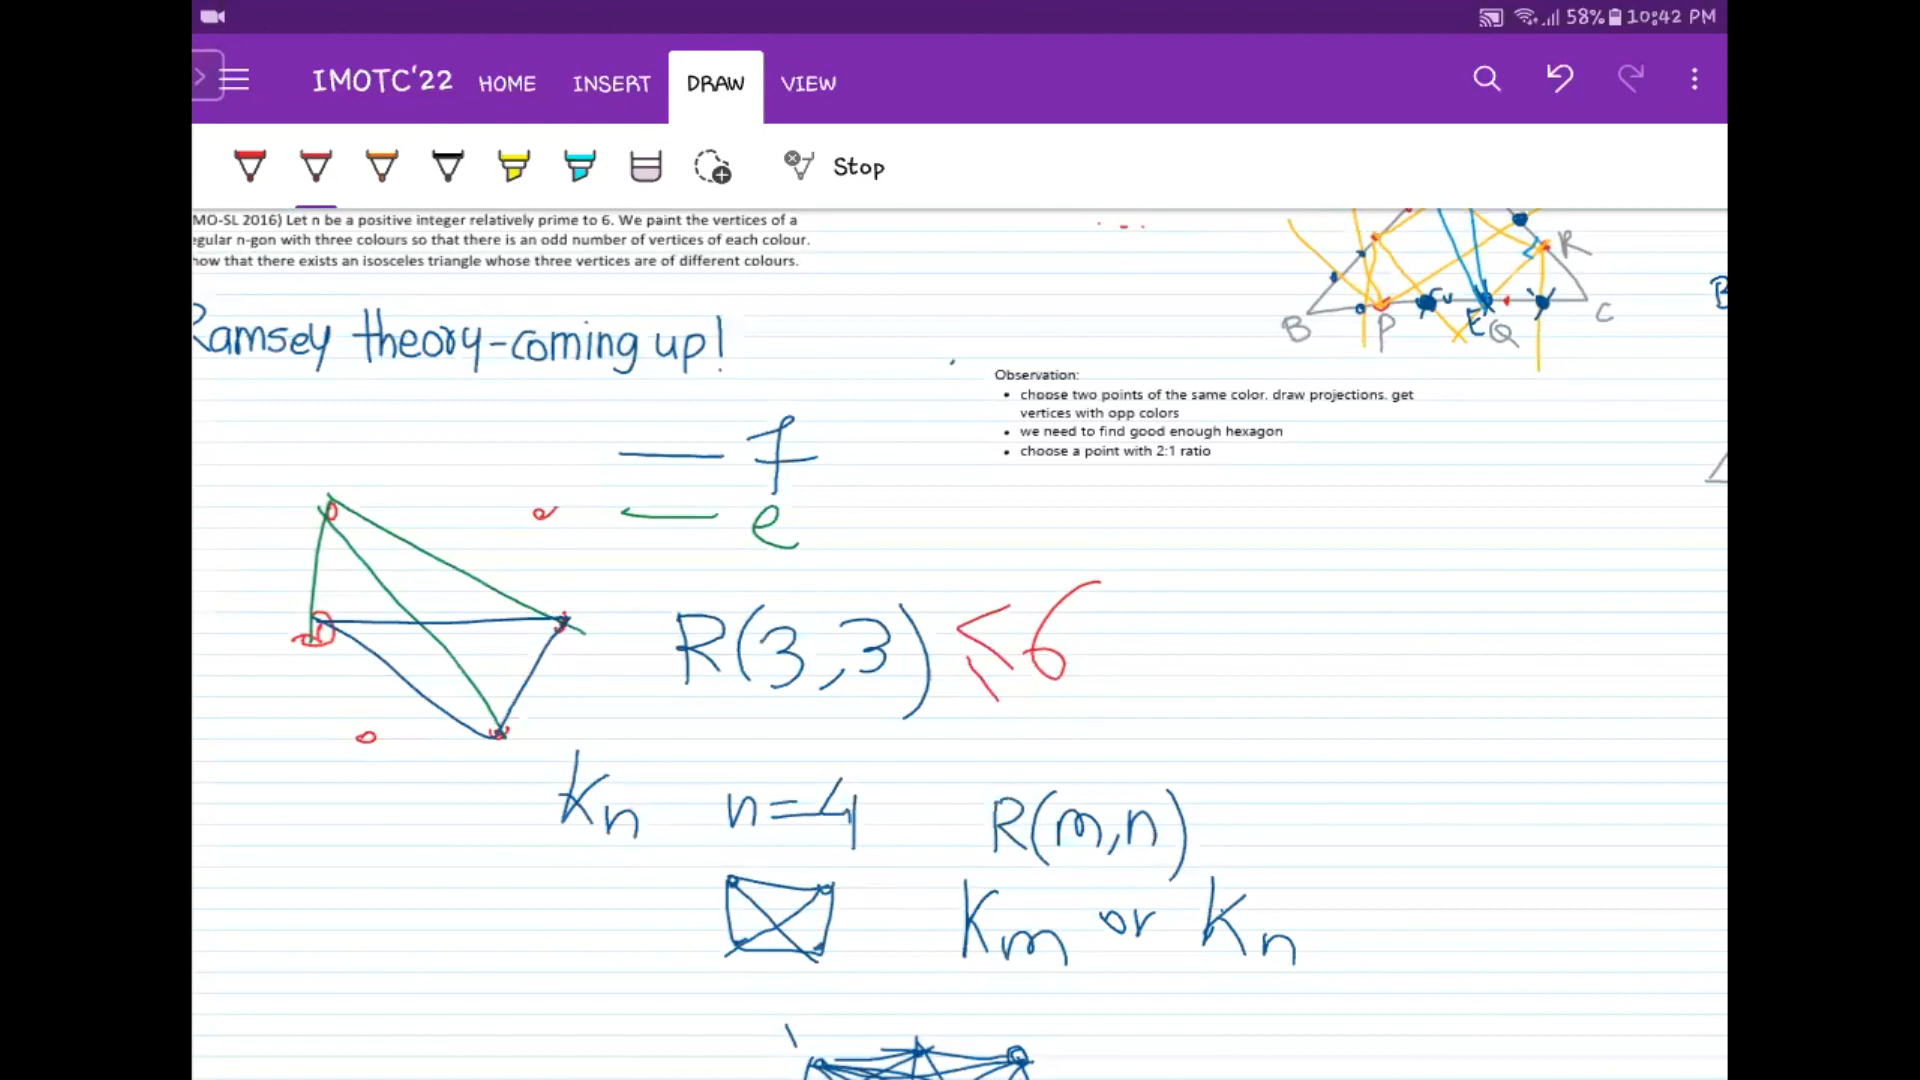 58% 10:42 PM
IMOTC'22 HOME INSERT DRAW VIEW
Stop
MO-SL 2016) Let n be a positive integer relatively prime to 6. We paint the vertices of a
egular n-gon with three colours so that there is an odd number of vertices of each colour.
how that there exists an isosceles triangle whose three vertices are of different colours.
Ramsey theory-coming up!
R
B P E Q C
Observation:
• choose two points of the same color. draw projections. get
vertices with opp colors
• we need to find good enough hexagon
• choose a point with 2:1 ratio
— f
— e
R(3,3) ≤ 6
Kn n=4 R(m,n)
Km or Kn